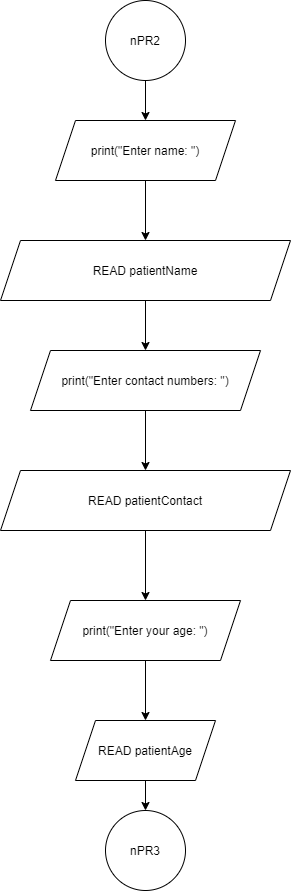 nPR2
print("Enter name: ")
READ patientName
print("Enter contact numbers: ")
READ patientContact
print("Enter your age: ")
READ patientAge
nPR3